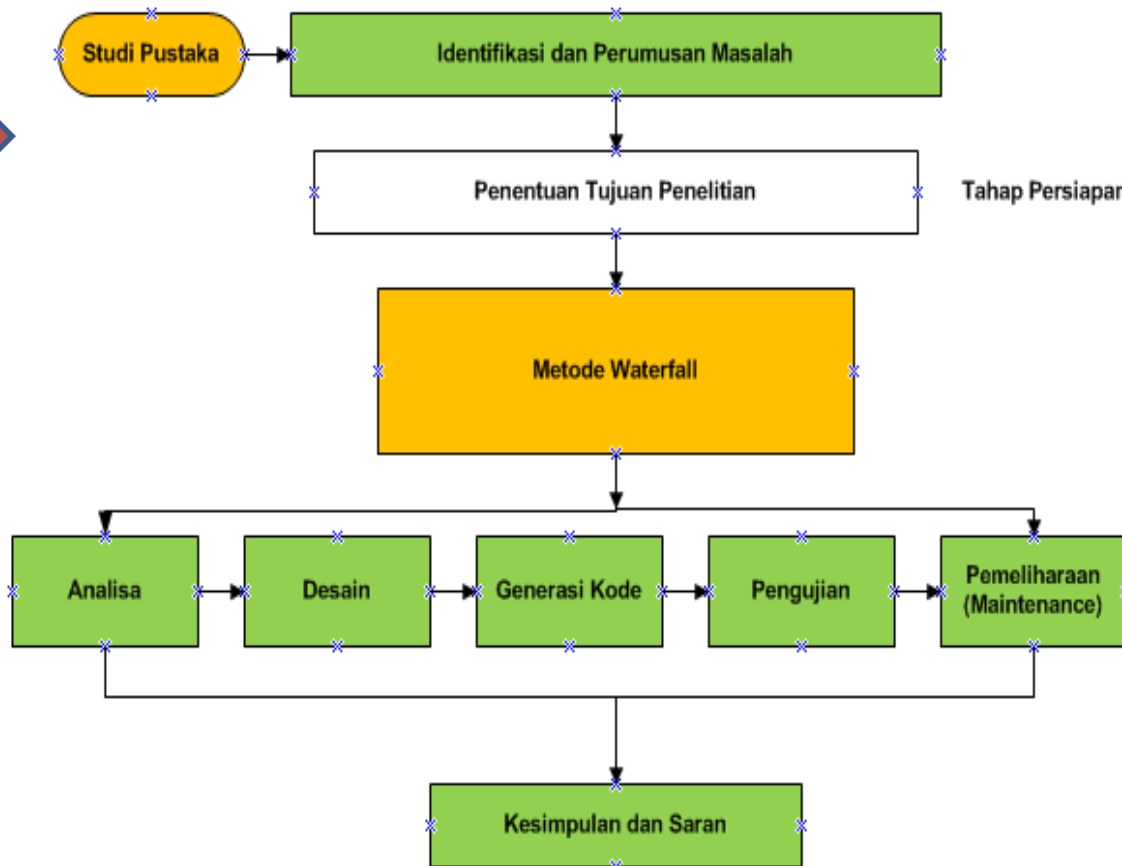 Studi Pustaka
Identifikasi dan Perumusan Masalah
Penentuan Tujuan Penelitian
Tahap Persiapan
Metode Waterfall
Analisa
Desain
Generasi Kode
Pengujian
Pemeliharaan
(Maintenance)
Kesimpulan dan Saran